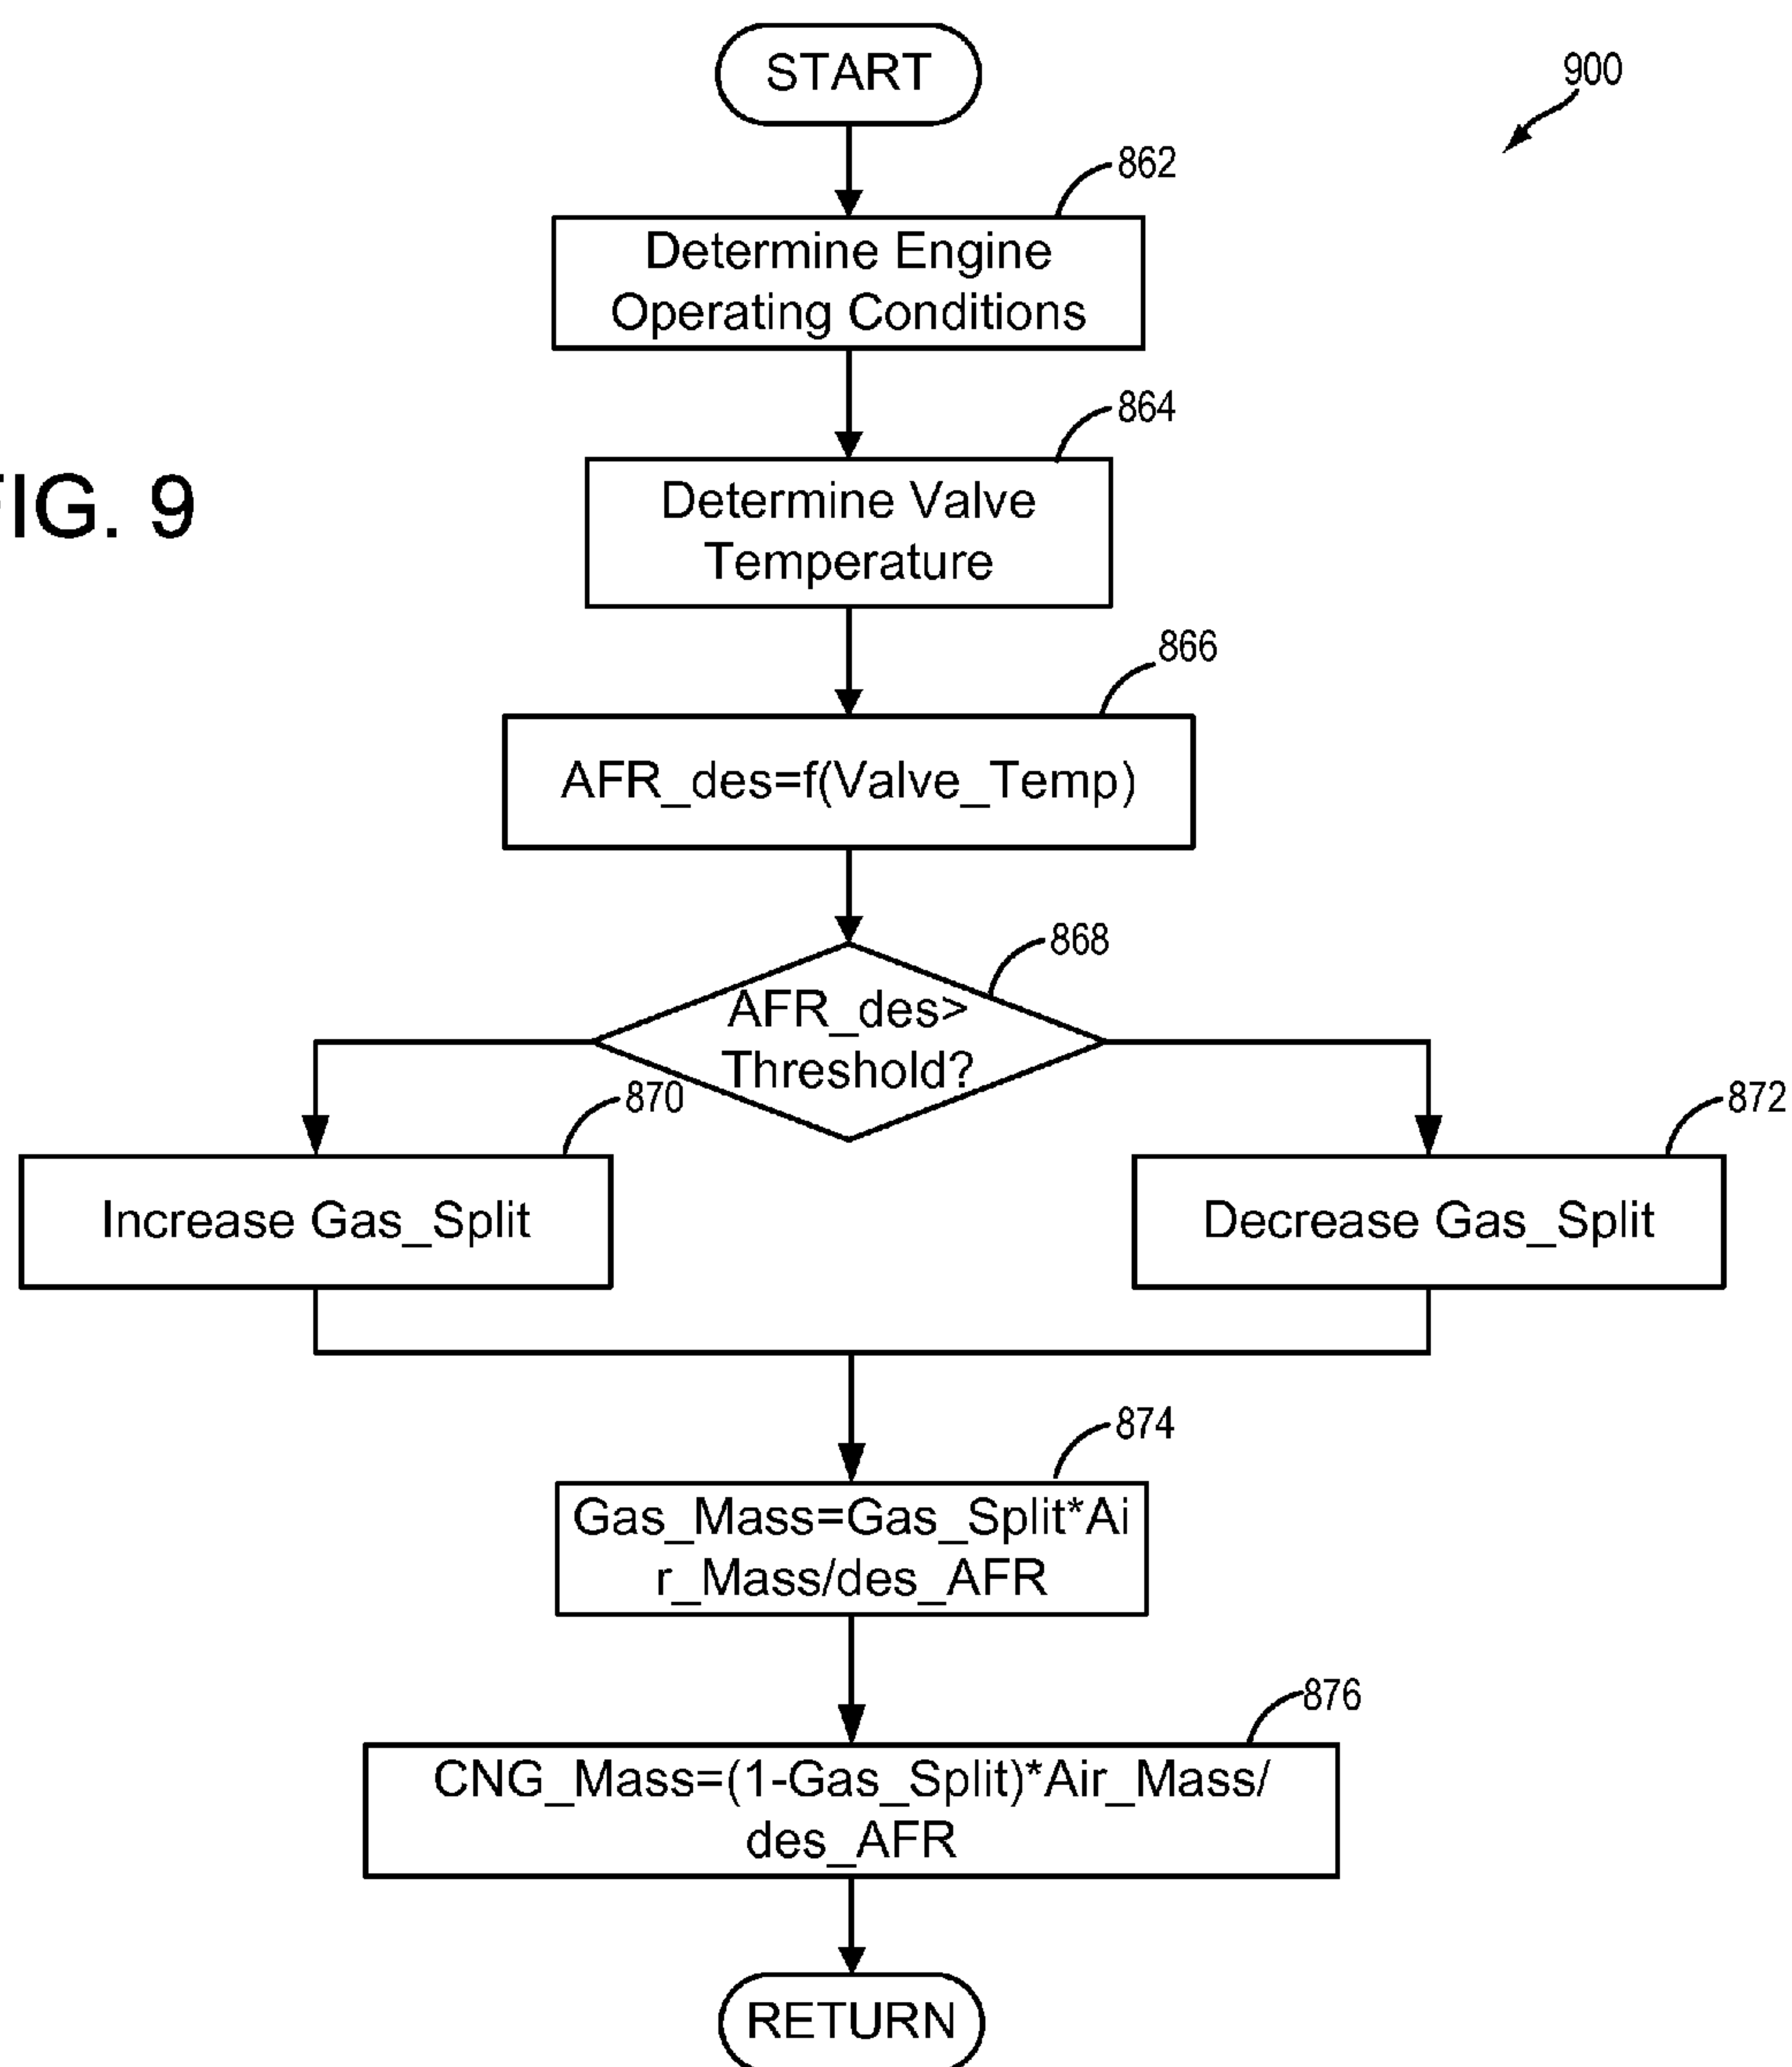 START
900
862
Determine Engine
Operating Conditions
864
Determine Valve
Temperature
FIG. 9
866
AFR_des=f(Valve_Temp)
868
AFR_des>
Threshold?
870
872
Increase Gas_Split
Decrease Gas_Split
874
Gas_Mass=Gas_Split*Ai
r_Mass/des_AFR
876
CNG_Mass=(1-Gas_Split)*Air_Mass/
des_AFR
RETURN